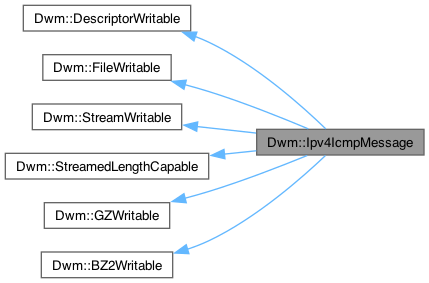 Dwm::DescriptorWritable
Dwm::FileWritable
Dwm::StreamWritable
Dwm::Ipv4IcmpMessage
Dwm::StreamedLengthCapable
Dwm::GZWritable
Dwm::BZ2Writable